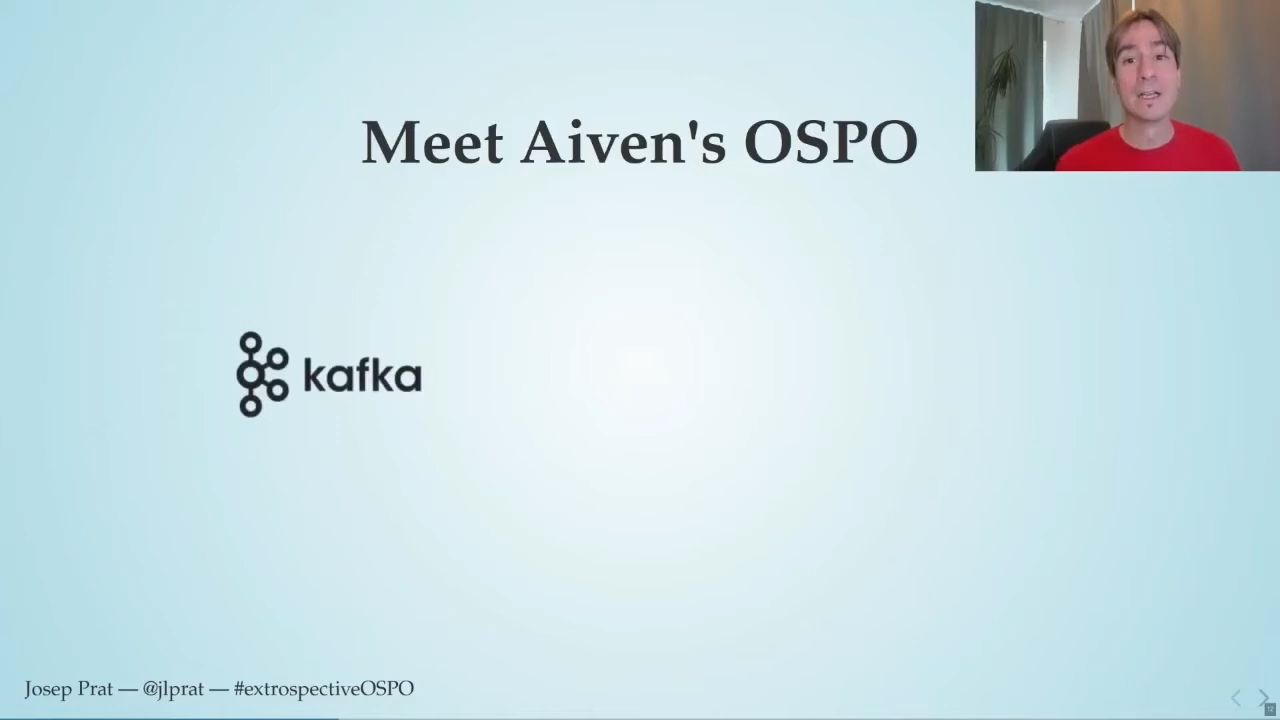 Meet Aiven's OSPO
kafka
Josep Prat — @jlprat — #extrospectiveOSPO